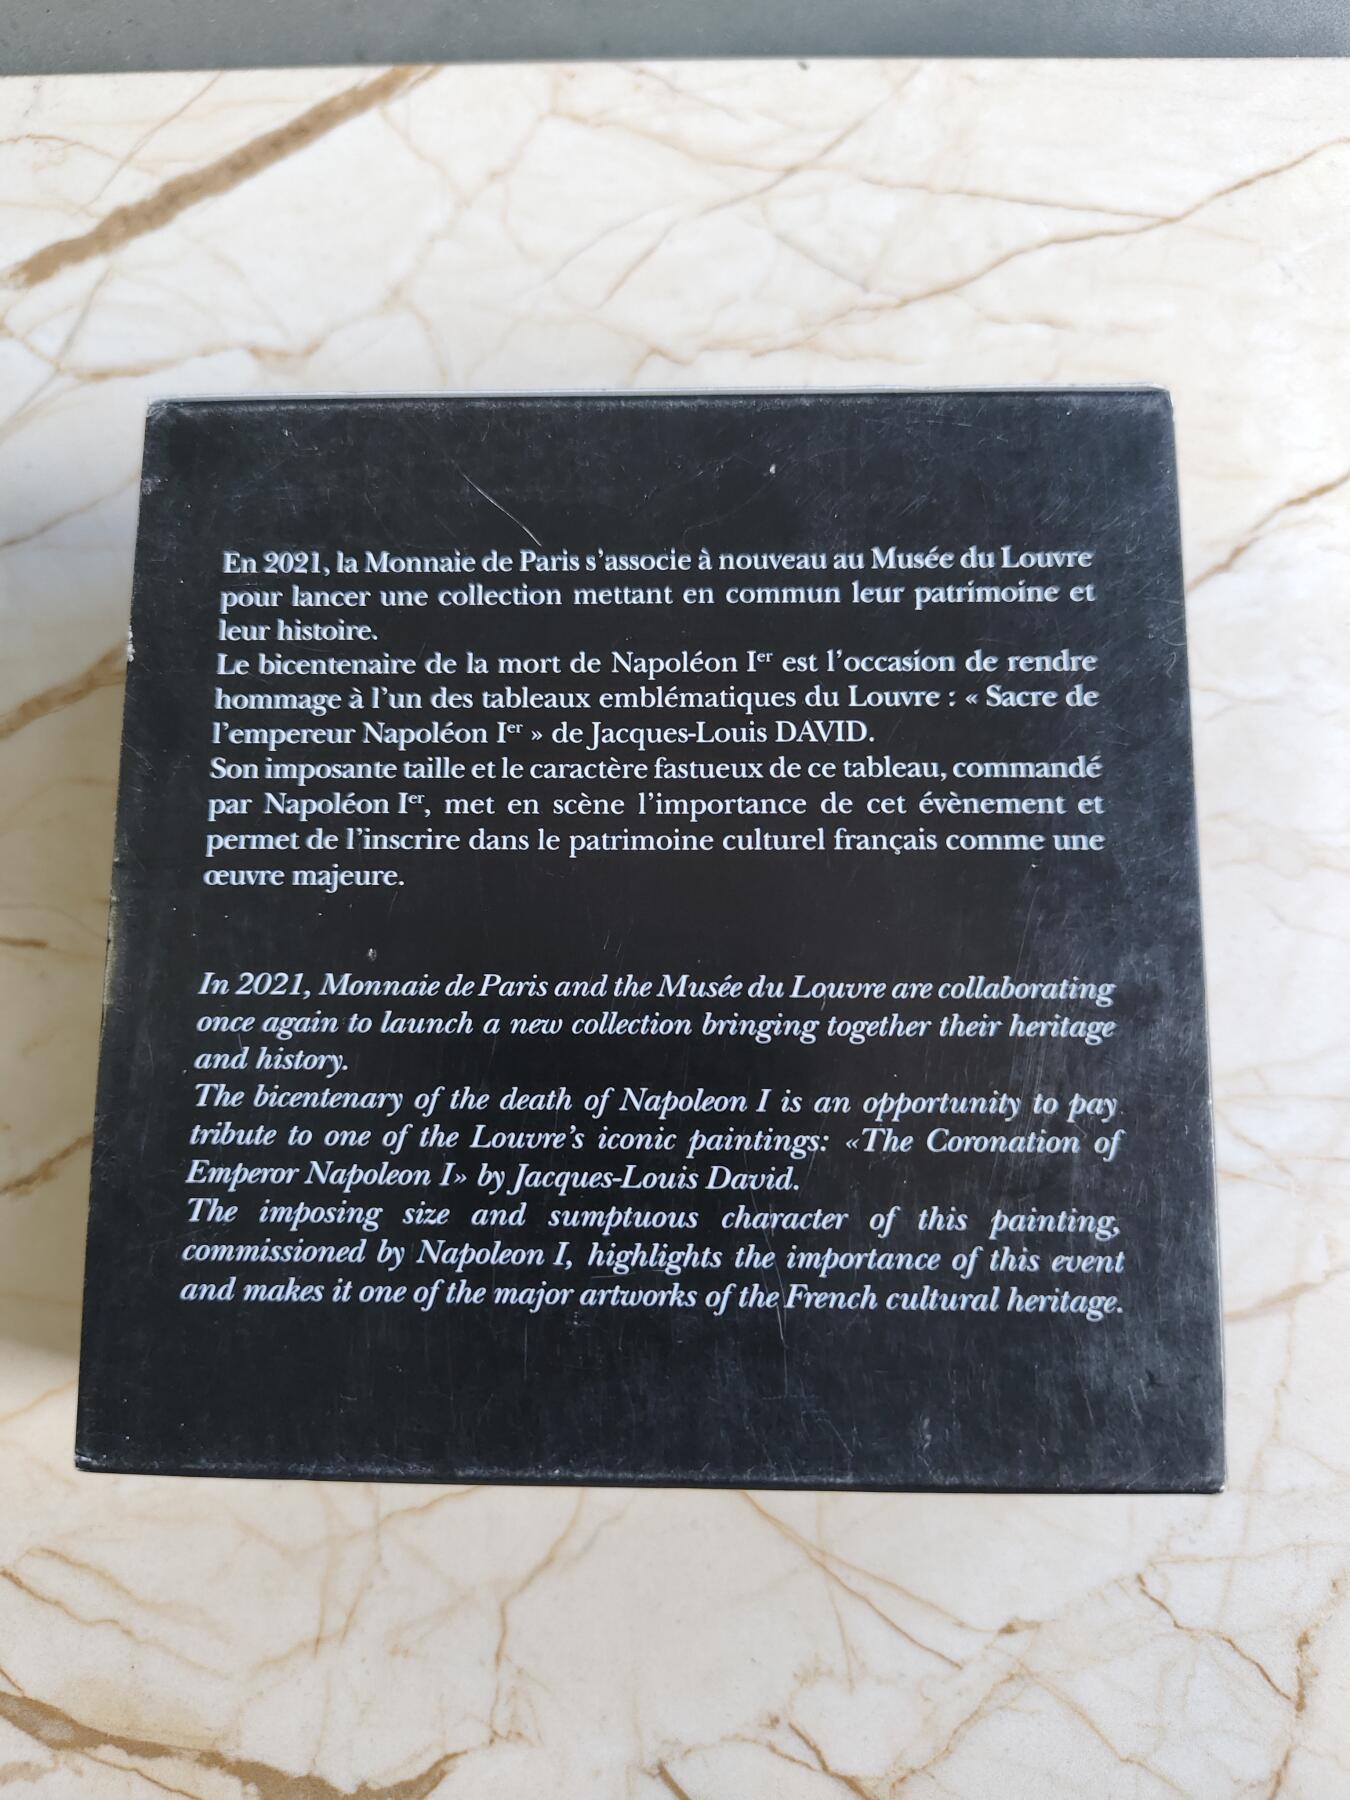 En 2021, la Monnaie de Paris s'associe à nouveau au Musée du Louvre
pour lancer une collection mettant en commun leur patrimoine et
leur histoire.
Le bicentenaire de la mort de Napoléon Ier est l'occasion de rendre
hommage à l'un des tableaux emblématiques du Louvre : « Sacre de
l'empereur Napoléon Ier » de Jacques-Louis DAVID.
Son imposante taille et le caractère fastueux de ce tableau, commandé
par Napoléon Ier, met en scène l'importance de cet évènement et
permet de l'inscrire dans le patrimoine culturel français comme une
œuvre majeure.
In 2021, Monnaie de Paris and the Musée du Louvre are collaborating
once again to launch a new collection bringing together their heritage
and history.
The bicentenary of the death of Napoleon I is an opportunity to pay
tribute to one of the Louvre's iconic paintings: «The Coronation of
Emperor Napoleon I» by Jacques-Louis David.
The imposing size and sumptuous character of this painting,
commissioned by Napoleon I, highlights the importance of this event
and makes it one of the major artworks of the French cultural heritage.